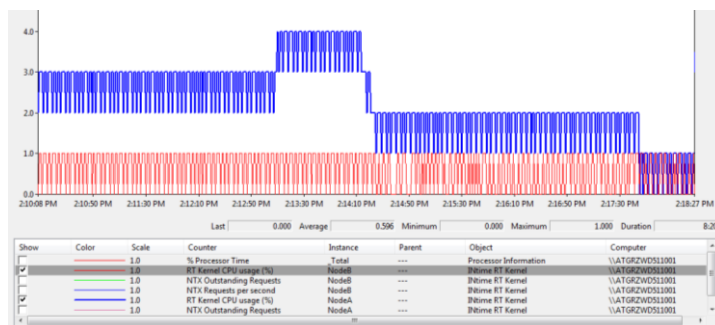 4.0
3.0
2.0
1.0
0.0
2:10:08 PM 2:10:50 PM 2:11:30 PM 2:12:10 PM 2:12:50 PM 2:13:30 PM 2:14:10 PM 2:14:50 PM 2:15:30 PM 2:16:10 PM 2:16:50 PM 2:17:30 PM 2:18:27 PM
Last 0.000 Average 0.596 Minimum 0.000 Maximum 1.000 Duration 8:20
Show Color Scale Counter Instance Parent Object Computer
1.0 % Processor Time _Total --- Processor Information \\ATGRZWD511001
1.0 RT Kernel CPU usage (%) NodeB --- INtime RT Kernel \\ATGRZWD511001
1.0 NTX Outstanding Requests NodeB --- INtime RT Kernel \\ATGRZWD511001
1.0 NTX Requests per second NodeB --- INtime RT Kernel \\ATGRZWD511001
1.0 RT Kernel CPU usage (%) NodeA --- INtime RT Kernel \\ATGRZWD511001
1.0 NTX Outstanding Requests NodeA --- INtime RT Kernel \\ATGRZWD511001